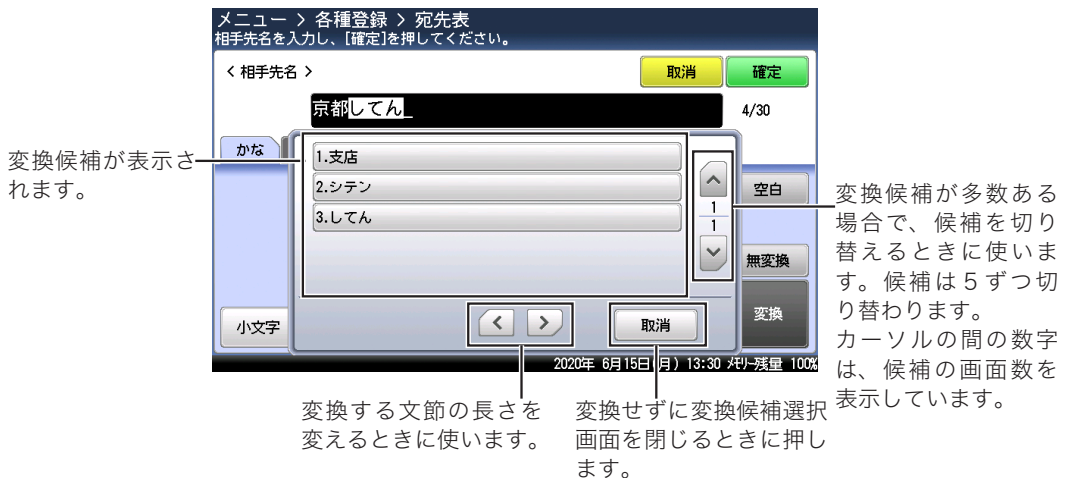 メニュー > 各種登録 > 宛先表
相手先名を入力し、[確定]を押してください。
< 相手先名 >
取消
確定
京都してん_
4/30
かな
1.支店
2.シテン
3.してん
1
1
空白
無変換
変換
小文字
取消
2020年 6月15日(月) 13:30 ﾒﾓﾘｰ残量 100%
変換候補が表示さ
れます。
変換候補が多数ある
場合で、候補を切り
替えるときに使いま
す。候補は5ずつ切
り替わります。
カーソルの間の数字
は、候補の画面数を
表示しています。
変換する文節の長さを
変えるときに使います。
変換せずに変換候補選択
画面を閉じるときに押し
ます。